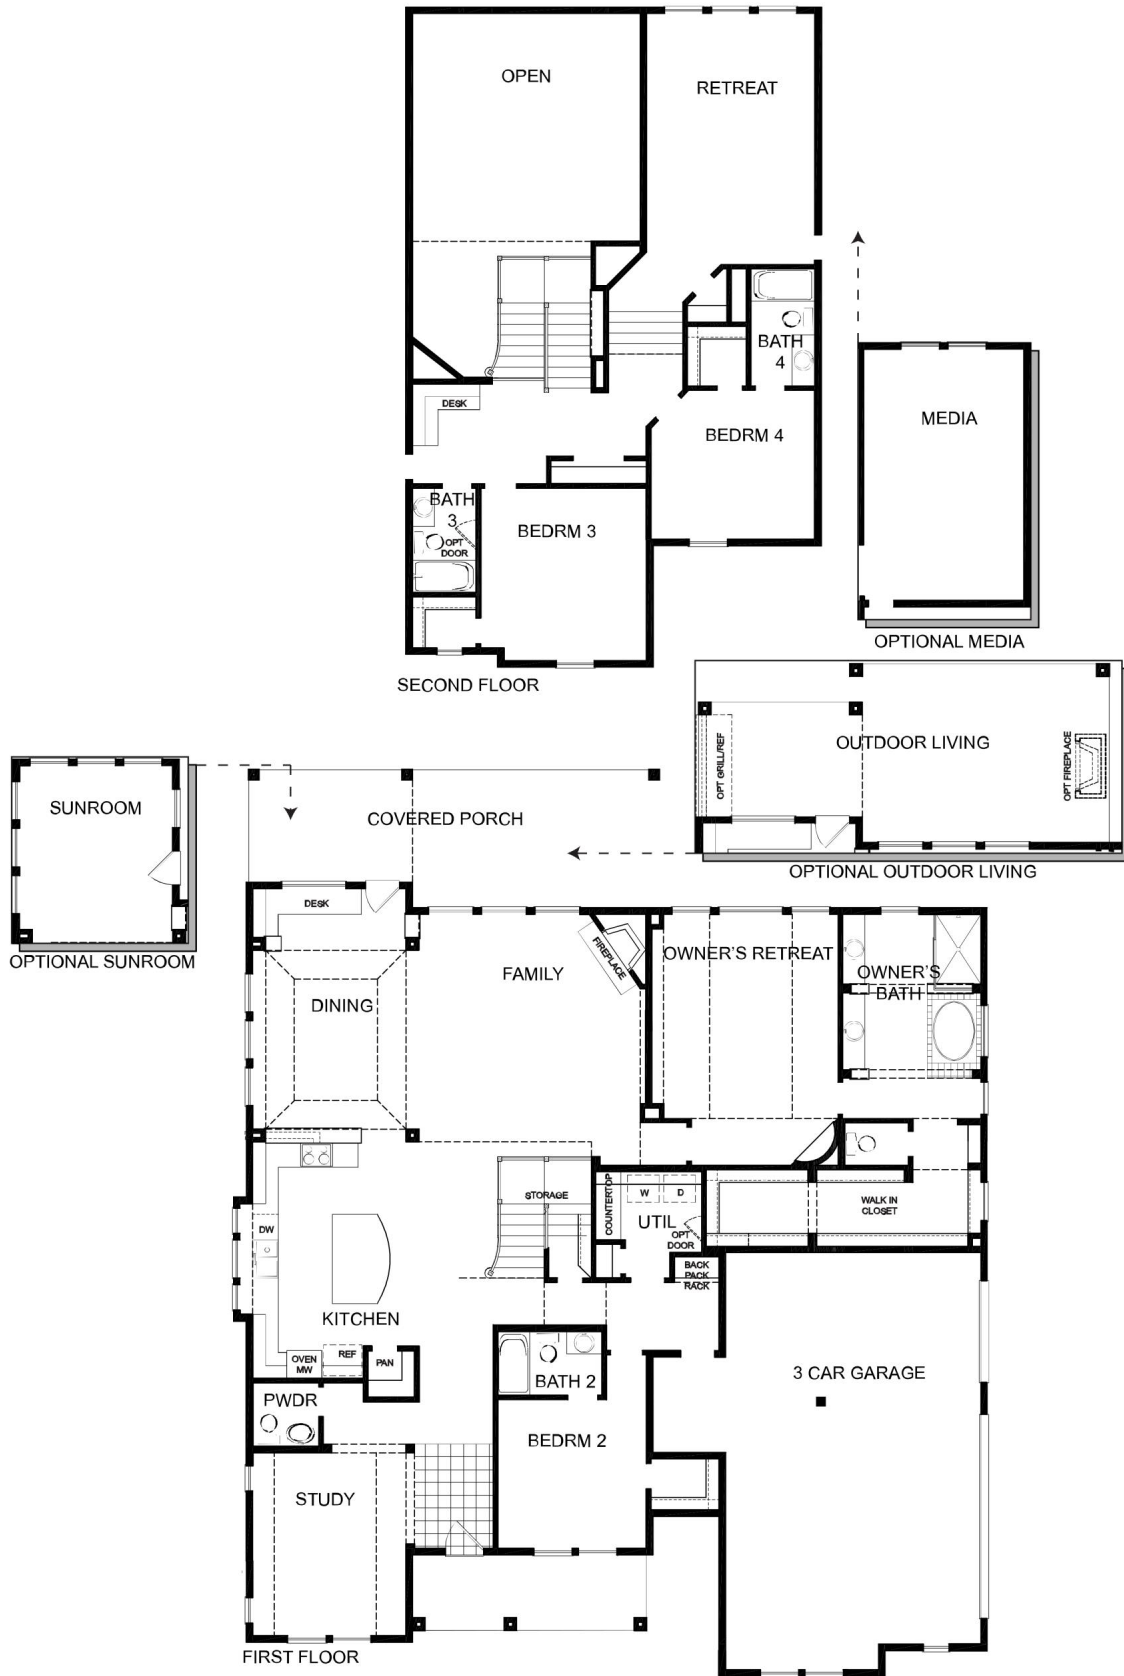 OPEN
RETREAT
BATH
4
DESK
BEDRM 4
MEDIA
BATH
3
OPT
DOOR
BEDRM 3
OPTIONAL MEDIA
SECOND FLOOR
OPT GRILL/REF
OUTDOOR LIVING
OPT FIREPLACE
SUNROOM
COVERED PORCH
OPTIONAL OUTDOOR LIVING
OPTIONAL SUNROOM
DESK
FIREPLACE
FAMILY
OWNER'S RETREAT
OWNER'S
BATH
DINING
STORAGE
COUNTERTOP
W
D
UTIL
OPT
DOOR
WALK IN
CLOSET
DW
BACK
PACK
RACK
KITCHEN
OVEN
MW
REF
PAN
BATH 2
3 CAR GARAGE
PWDR
BEDRM 2
STUDY
FIRST FLOOR